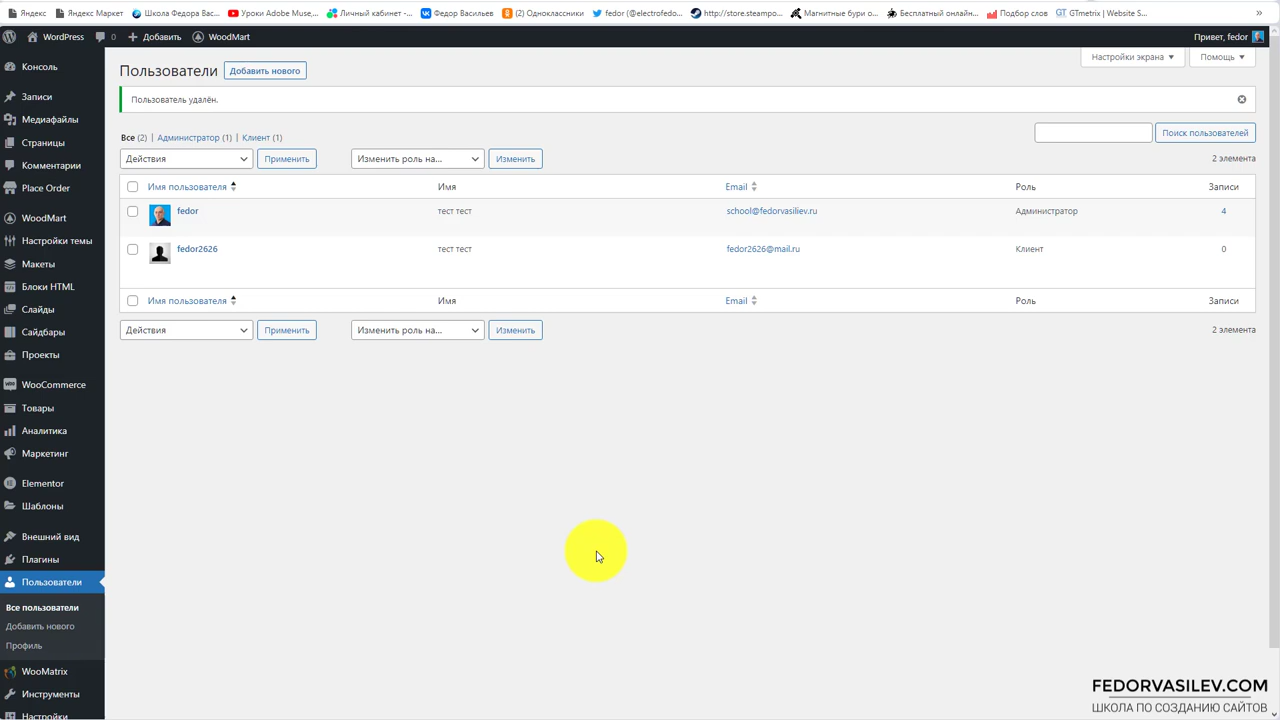 Яндекс
Яндекс Маркет
Школа Федора Вас...
Уроки Adobe Muse,...
Личный кабинет -...
Федор Васильев
(2) Одноклассники
fedor (@electrofedo...
http://store.steampo...
Магнитные бури о...
Бесплатный онлай...
Подбор слов
GTmetrix | Website S...
»
WordPress
0
Добавить
WoodMart
Привет, fedor
Консоль
Записи
Медиафайлы
Страницы
Комментарии
Place Order
WoodMart
Настройки темы
Макеты
Блоки HTML
Слайды
Сайдбары
Проекты
WooCommerce
Товары
Аналитика
Маркетинг
Elementor
Шаблоны
Внешний вид
Плагины
Пользователи
Все пользователи
Добавить нового
Профиль
WooMatrix
Инструменты
Настройки
Настройки экрана
Помощь
Пользователи
Добавить нового
Пользователь удалён.
Все (2) | Администратор (1) | Клиент (1)
Поиск пользователей
Действия
Применить
Изменить роль на...
Изменить
2 элемента
Имя пользователя Имя Email Роль Записи
fedor тест тест school@fedorvasiliev.ru Администратор 4
fedor2626 тест тест fedor2626@mail.ru Клиент 0
Имя пользователя Имя Email Роль Записи
Действия
Применить
Изменить роль на...
Изменить
2 элемента
FEDORVASILEV.COM
ШКОЛА ПО СОЗДАНИЮ САЙТОВ